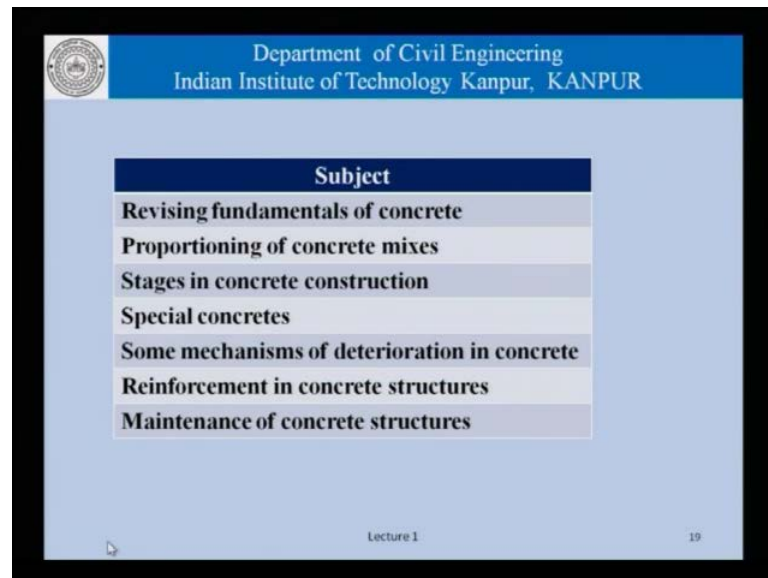 Department of Civil Engineering
Indian Institute of Technology Kanpur, KANPUR
Subject
Revising fundamentals of concrete
Proportioning of concrete mixes
Stages in concrete construction
Special concretes
Some mechanisms of deterioration in concrete
Reinforcement in concrete structures
Maintenance of concrete structures
Lecture 1
19